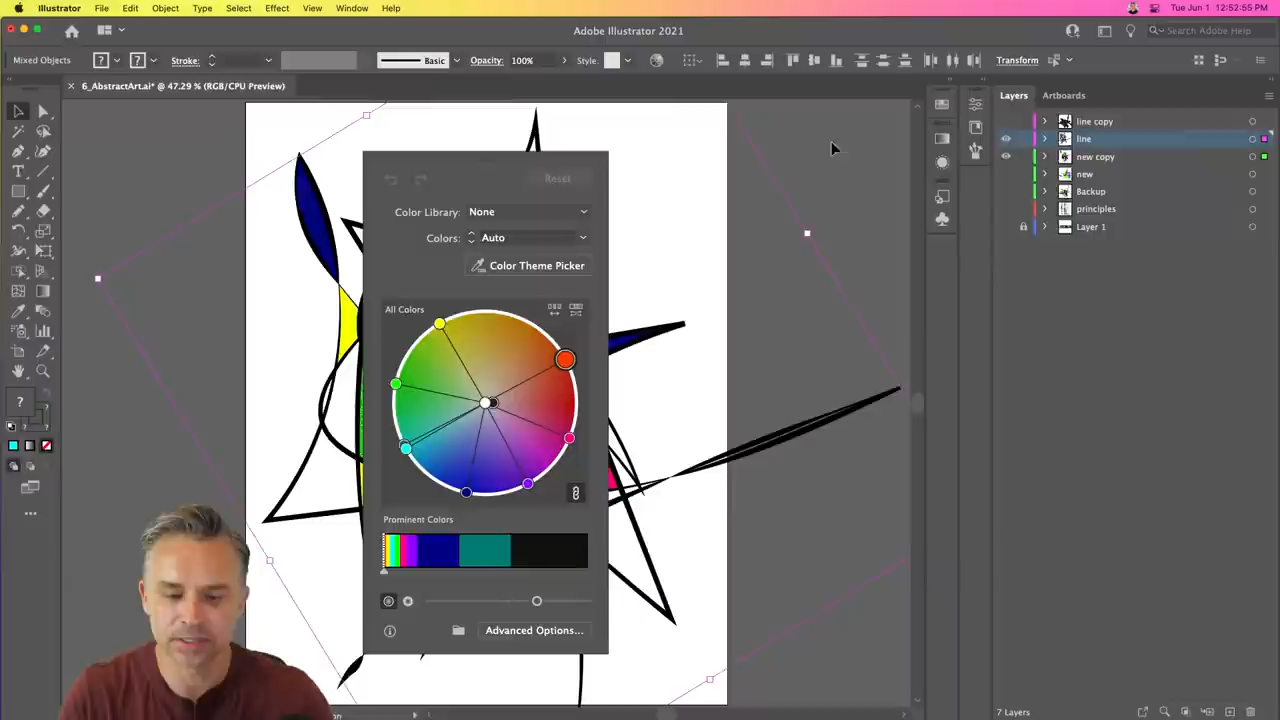 Illustrator File Edit Object Type Select Effect View Window Help Tue Jun 1 12:52:55 PM
Adobe Illustrator 2021 Search Adobe Help
Mixed Objects ? ? Stroke: Basic Opacity: 100% Style: Transform
6_AbstractArt.ai* @ 47.29 % (RGB/CPU Preview)
Layers Artboards
line copy
line
new copy
new
Backup
principles
Layer 1
Reset
Color Library: None
Colors: Auto
Color Theme Picker
All Colors
Prominent Colors
Advanced Options...
?
7 Layers